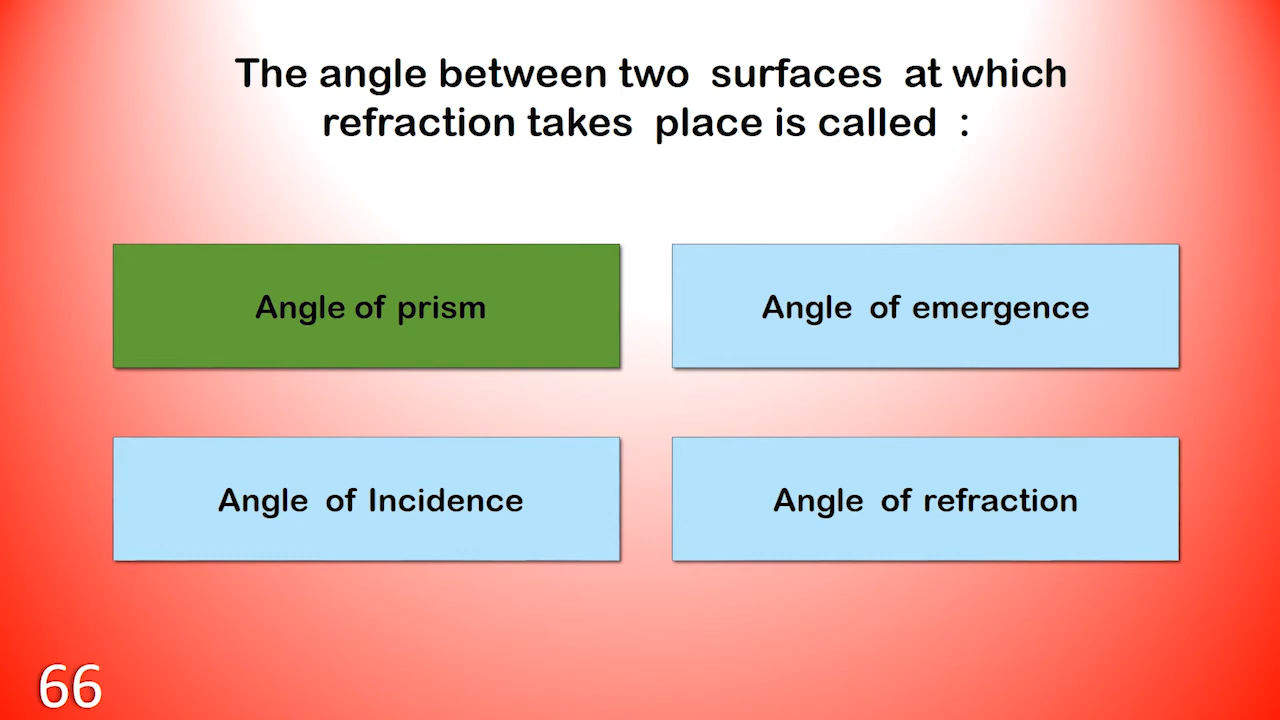 The angle between two surfaces at which
refraction takes place is called :
Angle of prism
Angle of emergence
Angle of Incidence
Angle of refraction
66